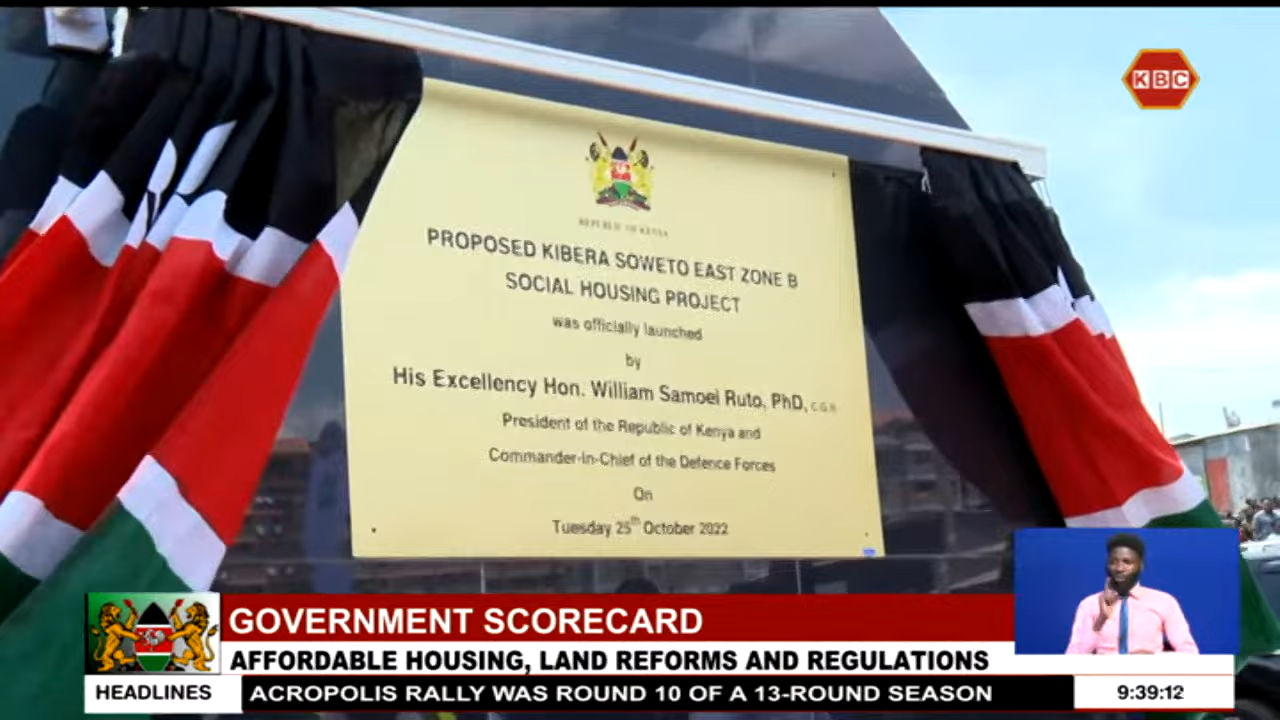 KBC
REPUBLIC OF KENYA
PROPOSED KIBERA SOWETO EAST ZONE B
SOCIAL HOUSING PROJECT
was officially launched
by
His Excellency Hon. William Samoei Ruto, PhD, C.G.H.
President of the Republic of Kenya and
Commander-in-Chief of the Defence Forces
On
Tuesday 25th October 2022
GOVERNMENT SCORECARD
AFFORDABLE HOUSING, LAND REFORMS AND REGULATIONS
HEADLINES
ACROPOLIS RALLY WAS ROUND 10 OF A 13-ROUND SEASON
9:39:12